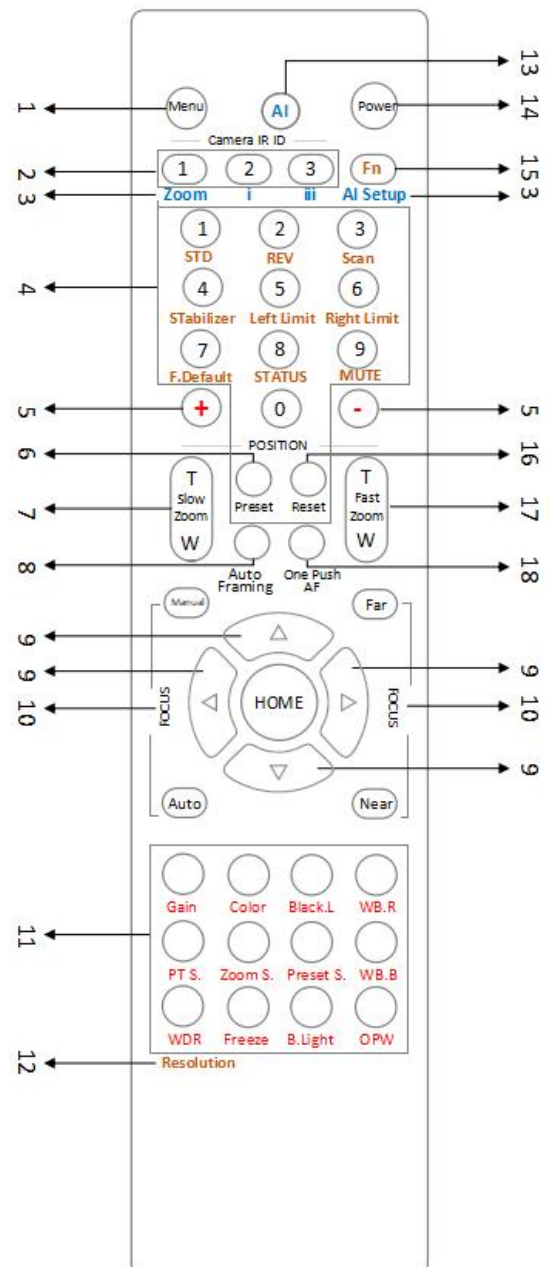 13
1 Menu AI Power 14
Camera IR ID
2 1 2 3 Fn 15
3 Zoom i iii AI Setup 3
1 2 3
STD REV Scan
4 4 5 6
STabilizer Left Limit Right Limit
7 8 9
F.Default STATUS MUTE
5 + 0 - 5
POSITION
6 16
T T
Slow Preset Reset Fast
7 Zoom Zoom 17
W W
8 18
Auto One Push
Framing AF
Manual Far
9
9 9
10 FOCUS HOME FOCUS 10
9
Auto Near
Gain Color Black.L WB.R
11
PT S. Zoom S. Preset S. WB.B
WDR Freeze B.Light OPW
12 Resolution